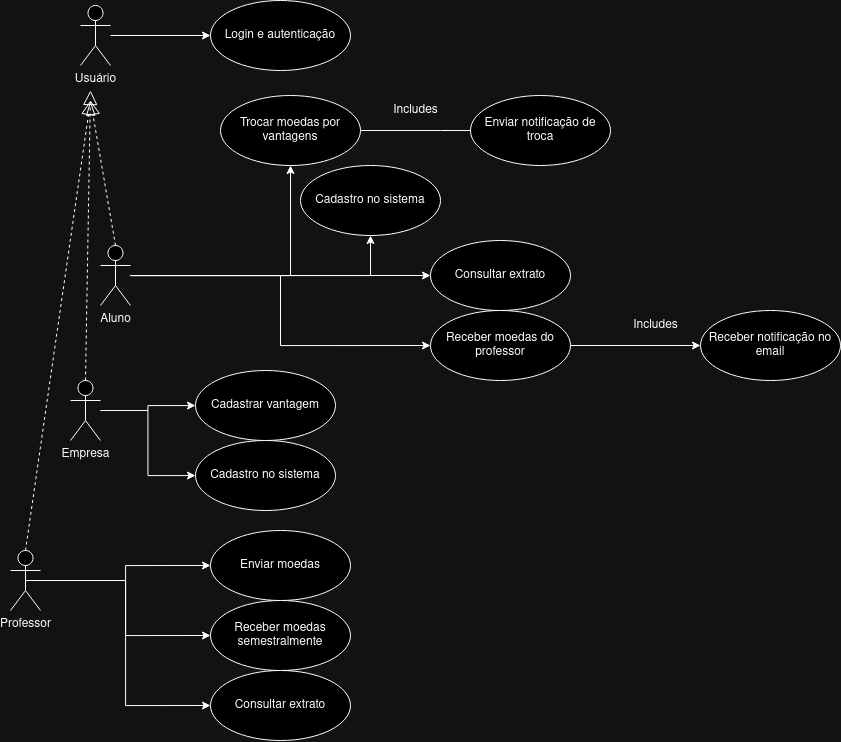 Login e autenticação
Usuário
Includes
Trocar moedas por
vantagens
Enviar notificação de
troca
Cadastro no sistema
Consultar extrato
Aluno
Includes
Receber moedas do
professor
Receber notificação no
email
Cadastrar vantagem
Empresa
Cadastro no sistema
Enviar moedas
Professor
Receber moedas
semestralmente
Consultar extrato